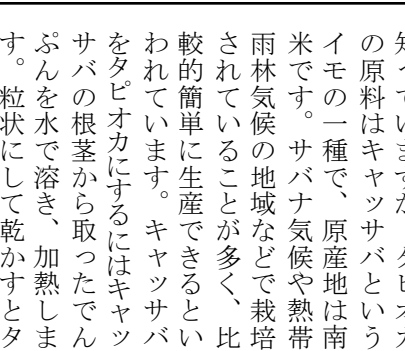 知っていますか。タピオカ
の原料はキャッサバという
イモの一種で、原産地は南
米です。サバナ気候や熱帯
雨林気候の地域などで栽培
されていることが多く、比
較的簡単に生産できるとい
われています。キャッサバ
をタピオカにするにはキャッ
サバの根茎から取ったでん
ぷんを水で溶き、加熱しま
す。粒状にして乾かすとタ